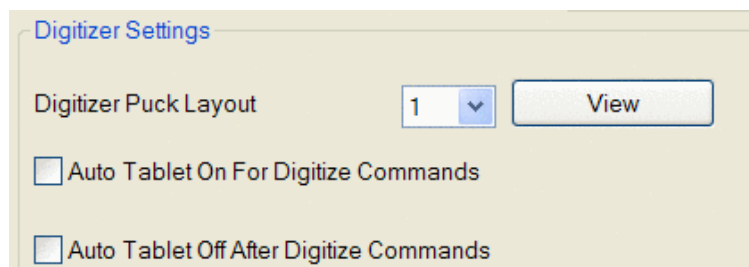 Digitizer Settings
Digitizer Puck Layout 1 View
Auto Tablet On For Digitize Commands
Auto Tablet Off After Digitize Commands